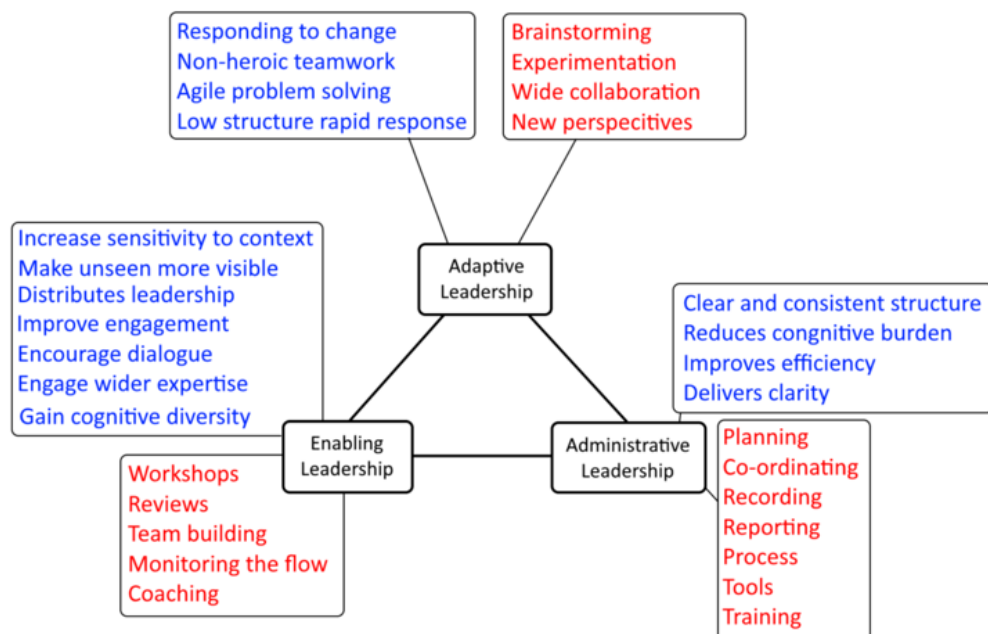 Responding to change
Non-heroic teamwork
Agile problem solving
Low structure rapid response
Brainstorming
Experimentation
Wide collaboration
New perspecitives
Adaptive
Leadership
Increase sensitivity to context
Make unseen more visible
Distributes leadership
Improve engagement
Encourage dialogue
Engage wider expertise
Gain cognitive diversity
Clear and consistent structure
Reduces congnitive burden
Improves efficiency
Delivers clarity
Enabling
Leadership
Administrative
Leadership
Workshops
Reviews
Team building
Monitoring the flow
Coaching
Planning
Co-ordinating
Recording
Reporting
Process
Tools
Training